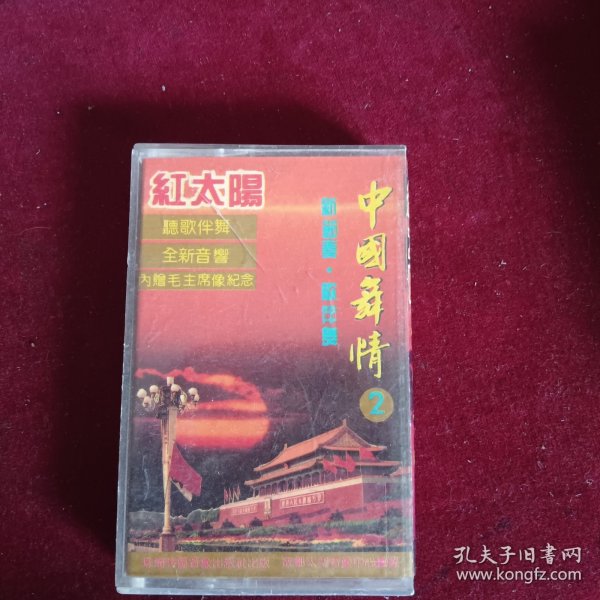 紅太陽
聽歌伴舞
全新音響
內贈毛主席像紀念
中國舞情
2
孔夫子旧书网
www.kongfz.com